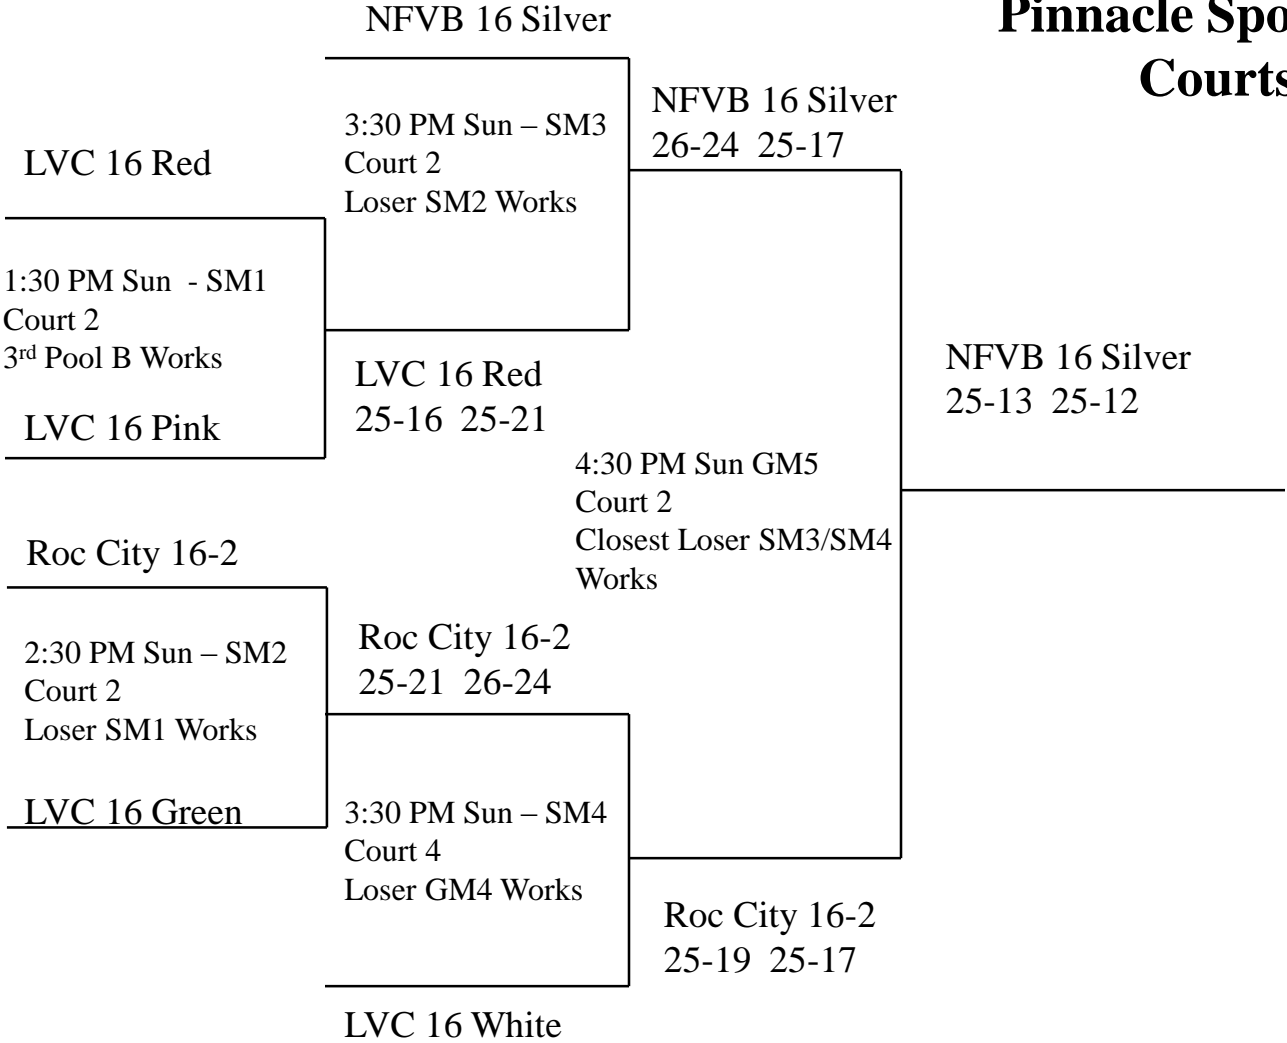 NFVB 16 Silver
Pinnacle Spo
Courts
NFVB 16 Silver
26-24  25-17
3:30 PM Sun – SM3
Court 2
Loser SM2 Works
LVC 16 Red
1:30 PM Sun  - SM1
Court 2
3rd Pool B Works
LVC 16 Pink
LVC 16 Red
25-16  25-21
NFVB 16 Silver
25-13  25-12
4:30 PM Sun GM5
Court 2
Closest Loser SM3/SM4
Works
Roc City 16-2
2:30 PM Sun – SM2
Court 2
Loser SM1 Works
LVC 16 Green
Roc City 16-2
25-21  26-24
3:30 PM Sun – SM4
Court 4
Loser GM4 Works
Roc City 16-2
25-19  25-17
LVC 16 White